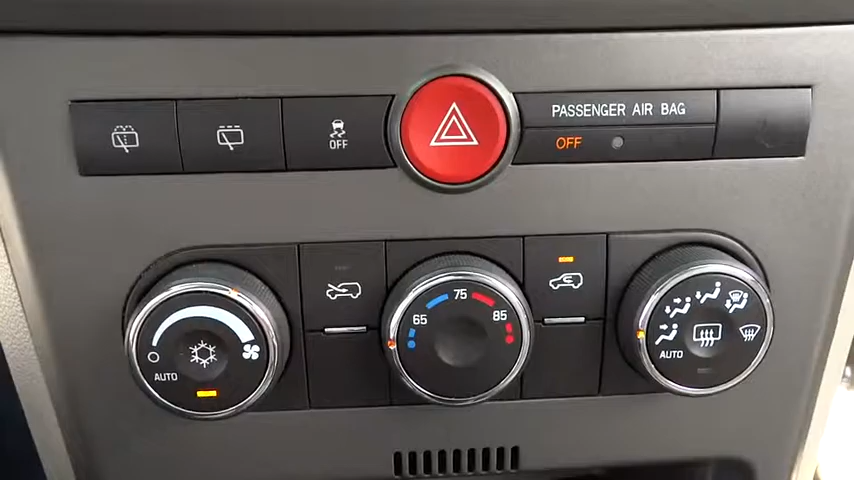 OFF
PASSENGER AIR BAG
OFF
AUTO
65
75
85
AUTO